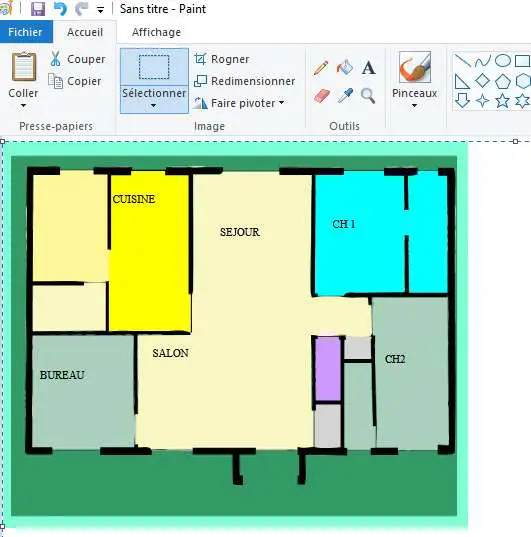 Sans titre - Paint
Fichier
Accueil
Affichage
Coller
Couper
Copier
Presse-papiers
Sélectionner
Rogner
Redimensionner
Faire pivoter
Image
A
Outils
Pinceaux
CUISINE
SEJOUR
CH 1
SALON
BUREAU
CH2